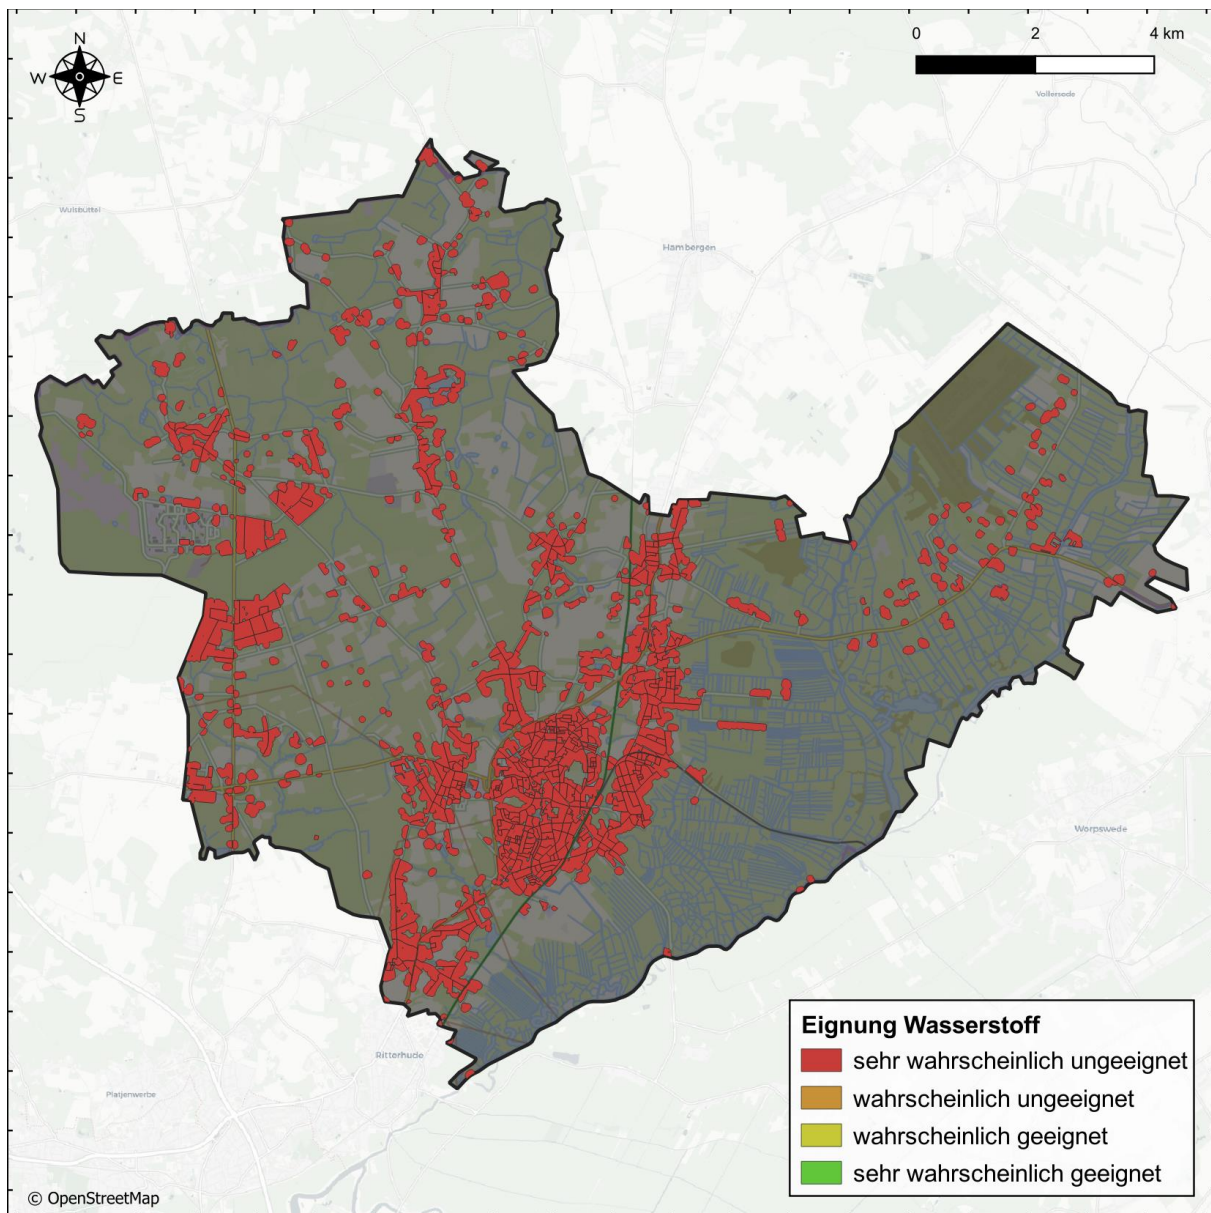 N
W E
S
0 2 4 km
Vollersode
Wulsbüttel
Hambergen
Worpswede
Ritterhude
Platjenwerbe
Eignung Wasserstoff
sehr wahrscheinlich ungeeignet
wahrscheinlich ungeeignet
wahrscheinlich geeignet
sehr wahrscheinlich geeignet
© OpenStreetMap